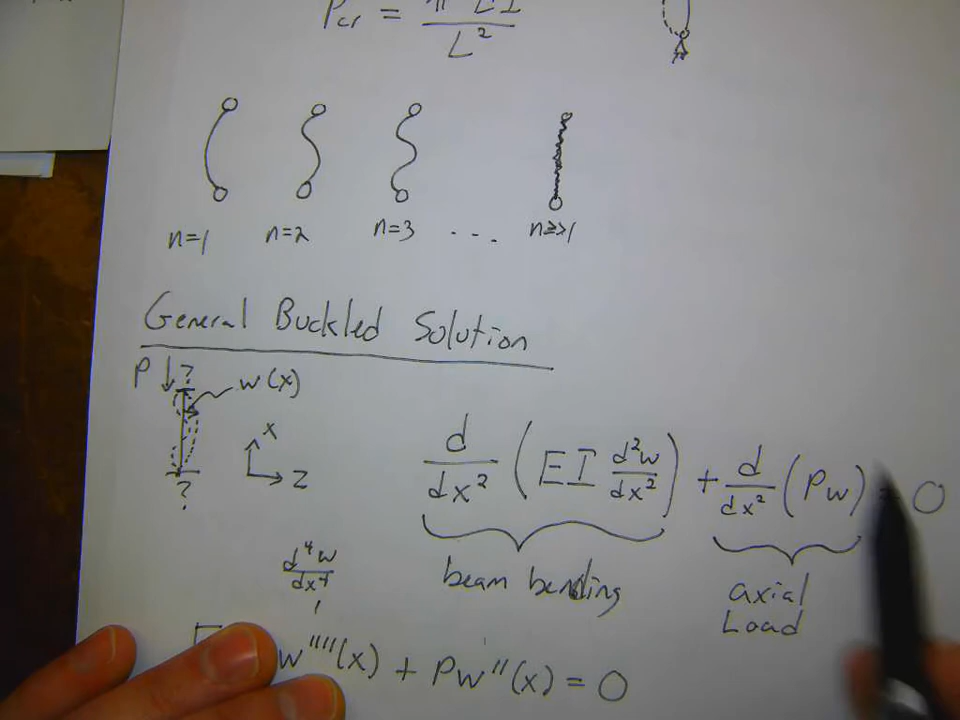 Pcr = π² EI / L²
n=1 n=2 n=3 ... n>>1
General Buckled Solution
P ↓ ? w(x)
x
z
?
d/dx² (EI d²w/dx²) + d/dx² (Pw) = 0
beam bending
axial Load
d⁴w/dx⁴
w''''(x) + Pw''(x) = 0